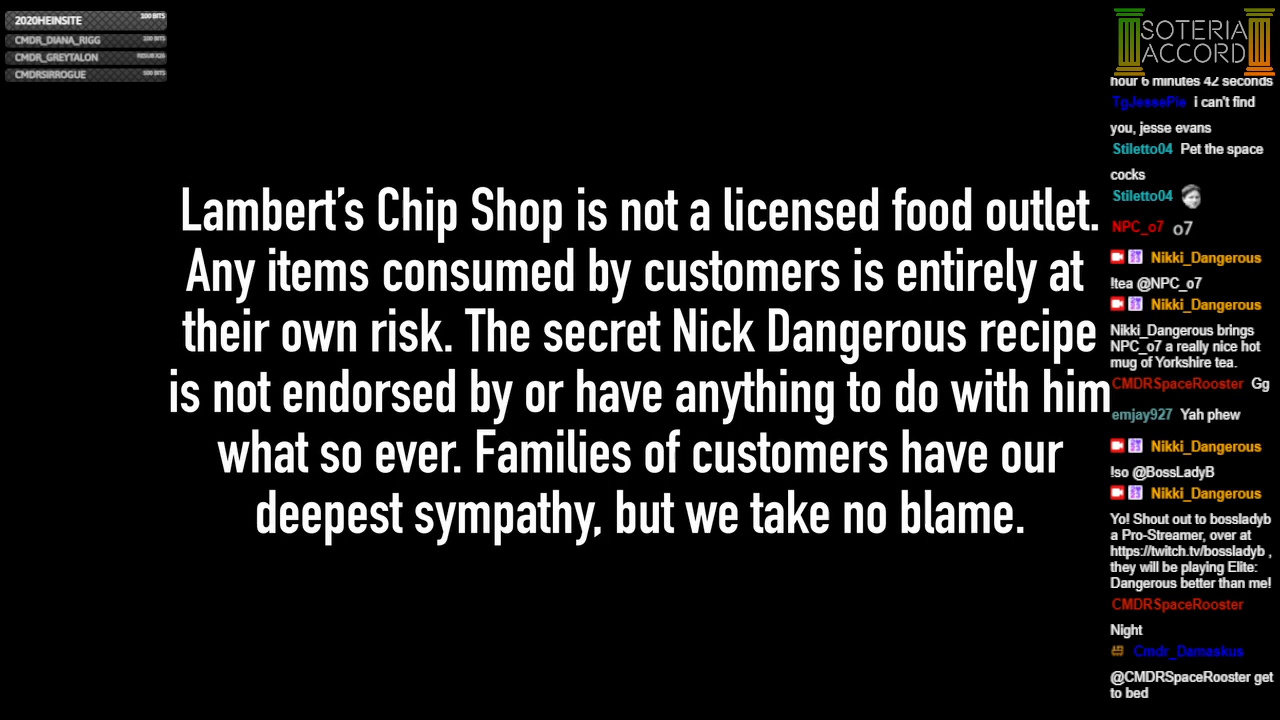 2020HEINSITE 100 BITS
CMDR_DIANA_RIGG 100 BITS
CMDR_GREYTALON
CMDRSIRROGUE 100 BITS
SOTERIA
ACCORD
Lambert’s Chip Shop is not a licensed food outlet.
Any items consumed by customers is entirely at
their own risk. The secret Nick Dangerous recipe
is not endorsed by or have anything to do with him
what so ever. Families of customers have our
deepest sympathy, but we take no blame.
hour 6 minutes 42 seconds
TgJessePie i can't find
you, jesse evans
Stiletto04 Pet the space
cocks
Stiletto04
NPC_o7 o7
Nikki_Dangerous
!tea @NPC_o7
Nikki_Dangerous
Nikki_Dangerous brings
NPC_o7 a really nice hot
mug of Yorkshire tea.
CMDRSpaceRooster Gg
emjay927 Yah phew
Nikki_Dangerous
!so @BossLadyB
Nikki_Dangerous
Yo! Shout out to bossladyb
a Pro-Streamer, over at
https://twitch.tv/bossladyb ,
they will be playing Elite:
Dangerous better than me!
CMDRSpaceRooster
Night
Cmdr_Damaskus
@CMDRSpaceRooster get
to bed